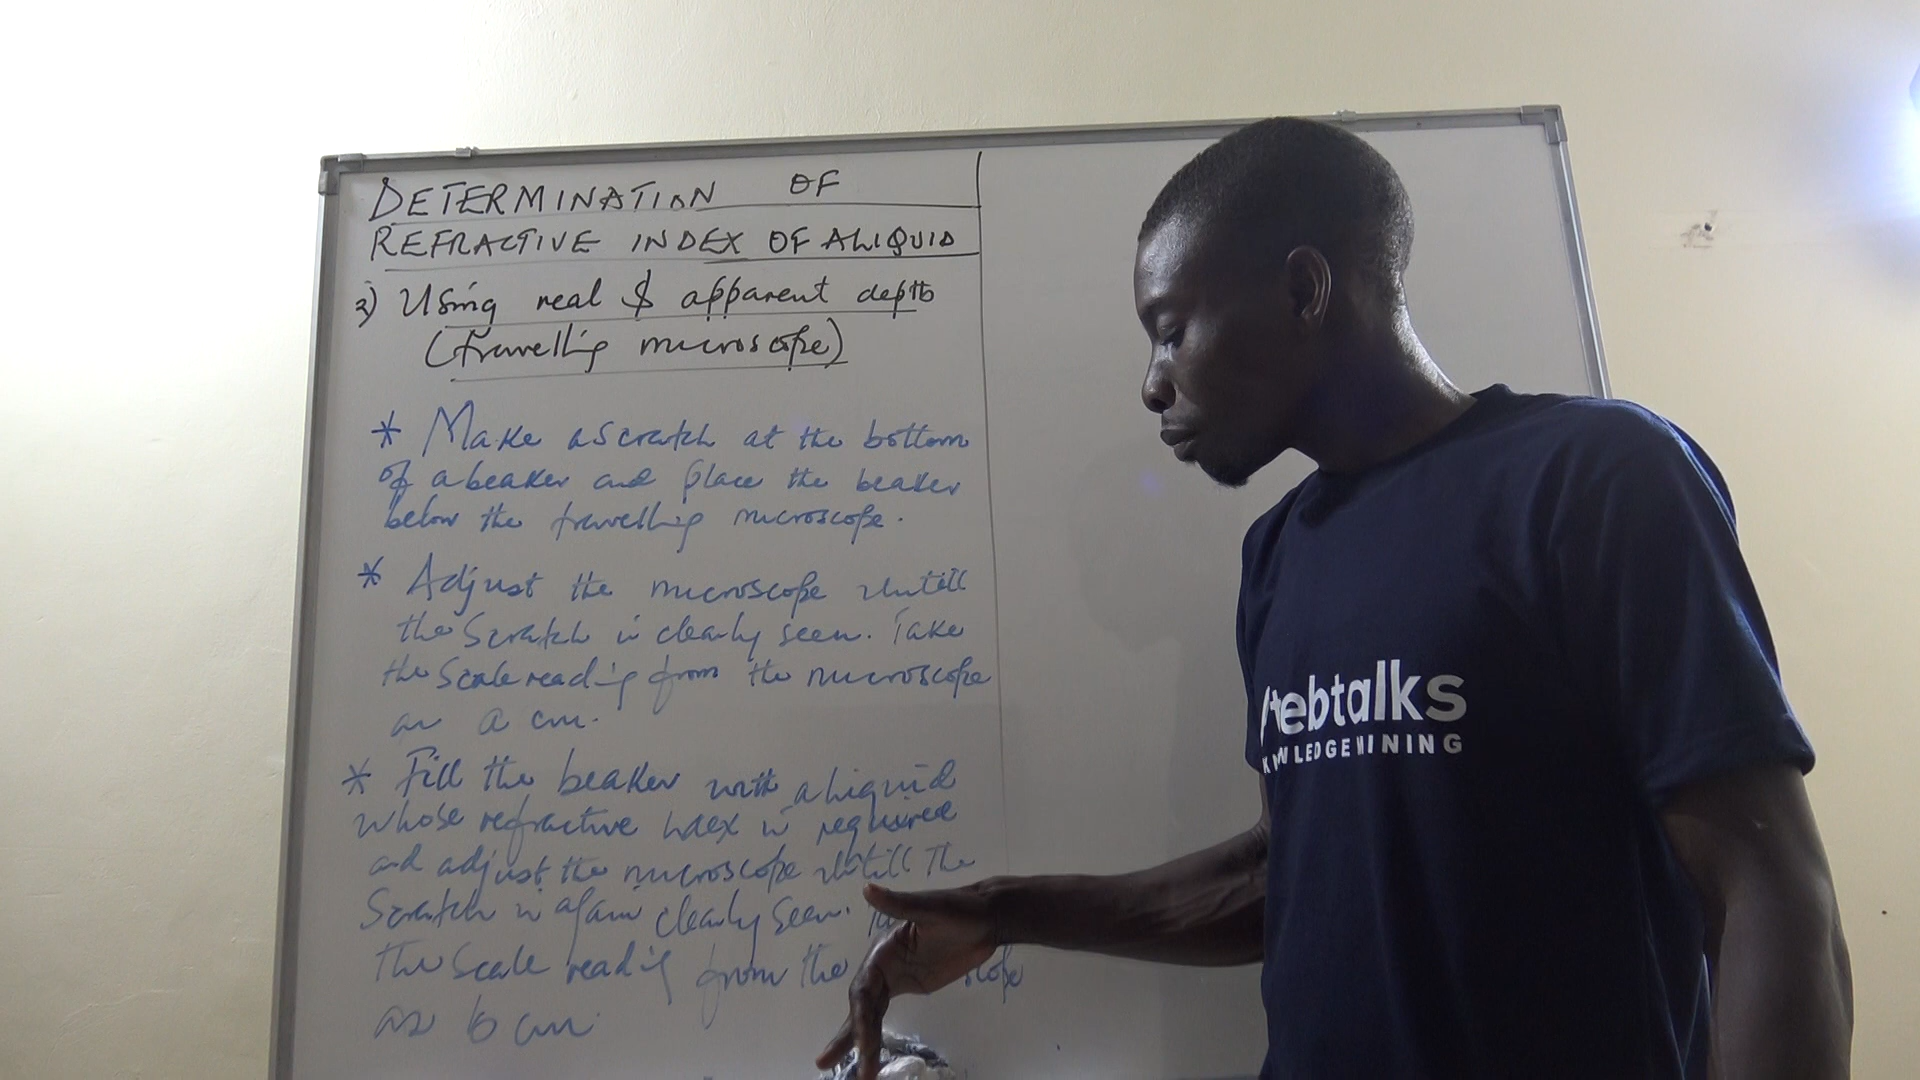 DETERMINATION OF
REFRACTIVE INDEX OF A LIQUID
2) Using real & apparent depth
(travelling microscope)
* Make a scratch at the bottom
of a beaker and place the beaker
below the travelling microscope.
* Adjust the microscope untill
the scratch is clearly seen. Take
the scale reading from the microscope
as a cm.
* Fill the beaker with a liquid
whose refractive index is required
and adjust the microscope untill the
scratch is again clearly seen.
the scale reading from the
as b cm.
ebtalks
KNOWLEDGE MINING